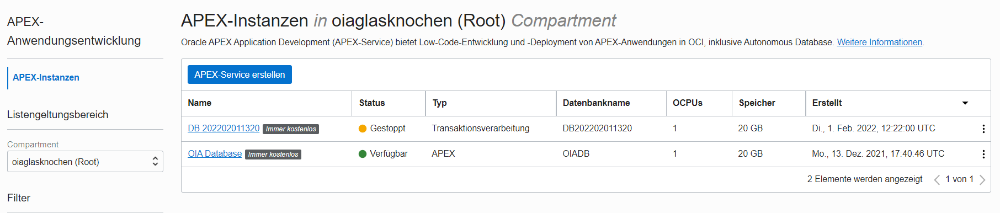 APEX-
Anwendungsentwicklung
APEX-Instanzen
Listengeltungsbereich
Compartment
oiaglasknochen (Root)
Filter
APEX-Instanzen in oiaglasknochen (Root) Compartment
Oracle APEX Application Development (APEX-Service) bietet Low-Code-Entwicklung und -Deployment von APEX-Anwendungen in OCI, inklusive Autonomous Database. Weitere Informationen.
APEX-Service erstellen
Name Status Typ Datenbankname OCPUs Speicher Erstellt
DB 202202011320 Immer kostenlos Gestoppt Transaktionsverarbeitung DB202202011320 1 20 GB Di., 1. Feb. 2022, 12:22:00 UTC
OIA Database Immer kostenlos Verfügbar APEX OIADB 1 20 GB Mo., 13. Dez. 2021, 17:40:46 UTC
2 Elemente werden angezeigt 1 von 1